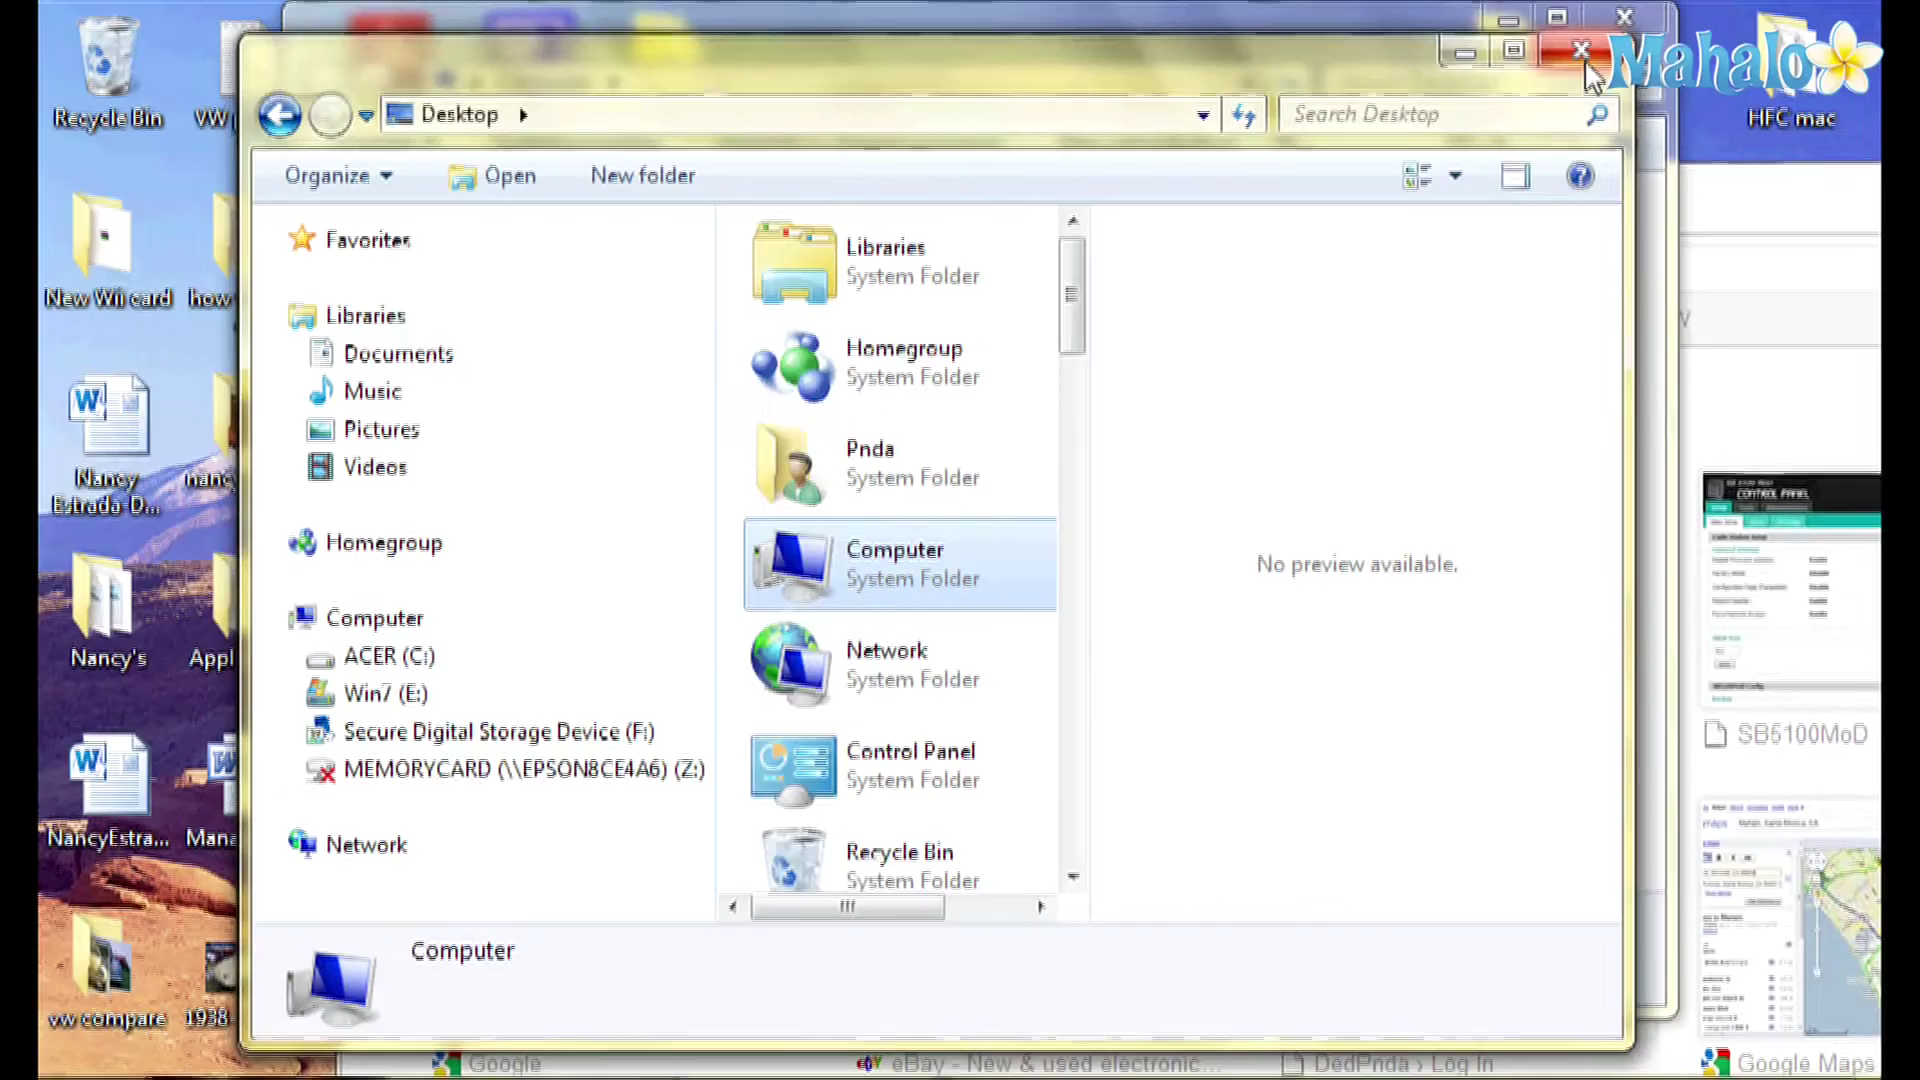 Mahalo
Recycle Bin
VW
HFC mac
Desktop
Search Desktop
Organize
Open
New folder
New Wii card
how
Nancy
Estrada-D...
nancy
Nancy's
Appl
NancyEstra...
Mana
vw compare
1938
Favorites
Libraries
Documents
Music
Pictures
Videos
Homegroup
Computer
ACER (C:)
Win7 (E:)
Secure Digital Storage Device (F:)
MEMORYCARD (\\EPSON8CE4A6) (Z:)
Network
Libraries
System Folder
Homegroup
System Folder
Pnda
System Folder
Computer
System Folder
Network
System Folder
Control Panel
System Folder
Recycle Bin
System Folder
No preview available.
Computer
CONTROL PANEL
SB5100MoD
Google
eBay - New & used electronic...
DedPnda › Log In
Google Maps